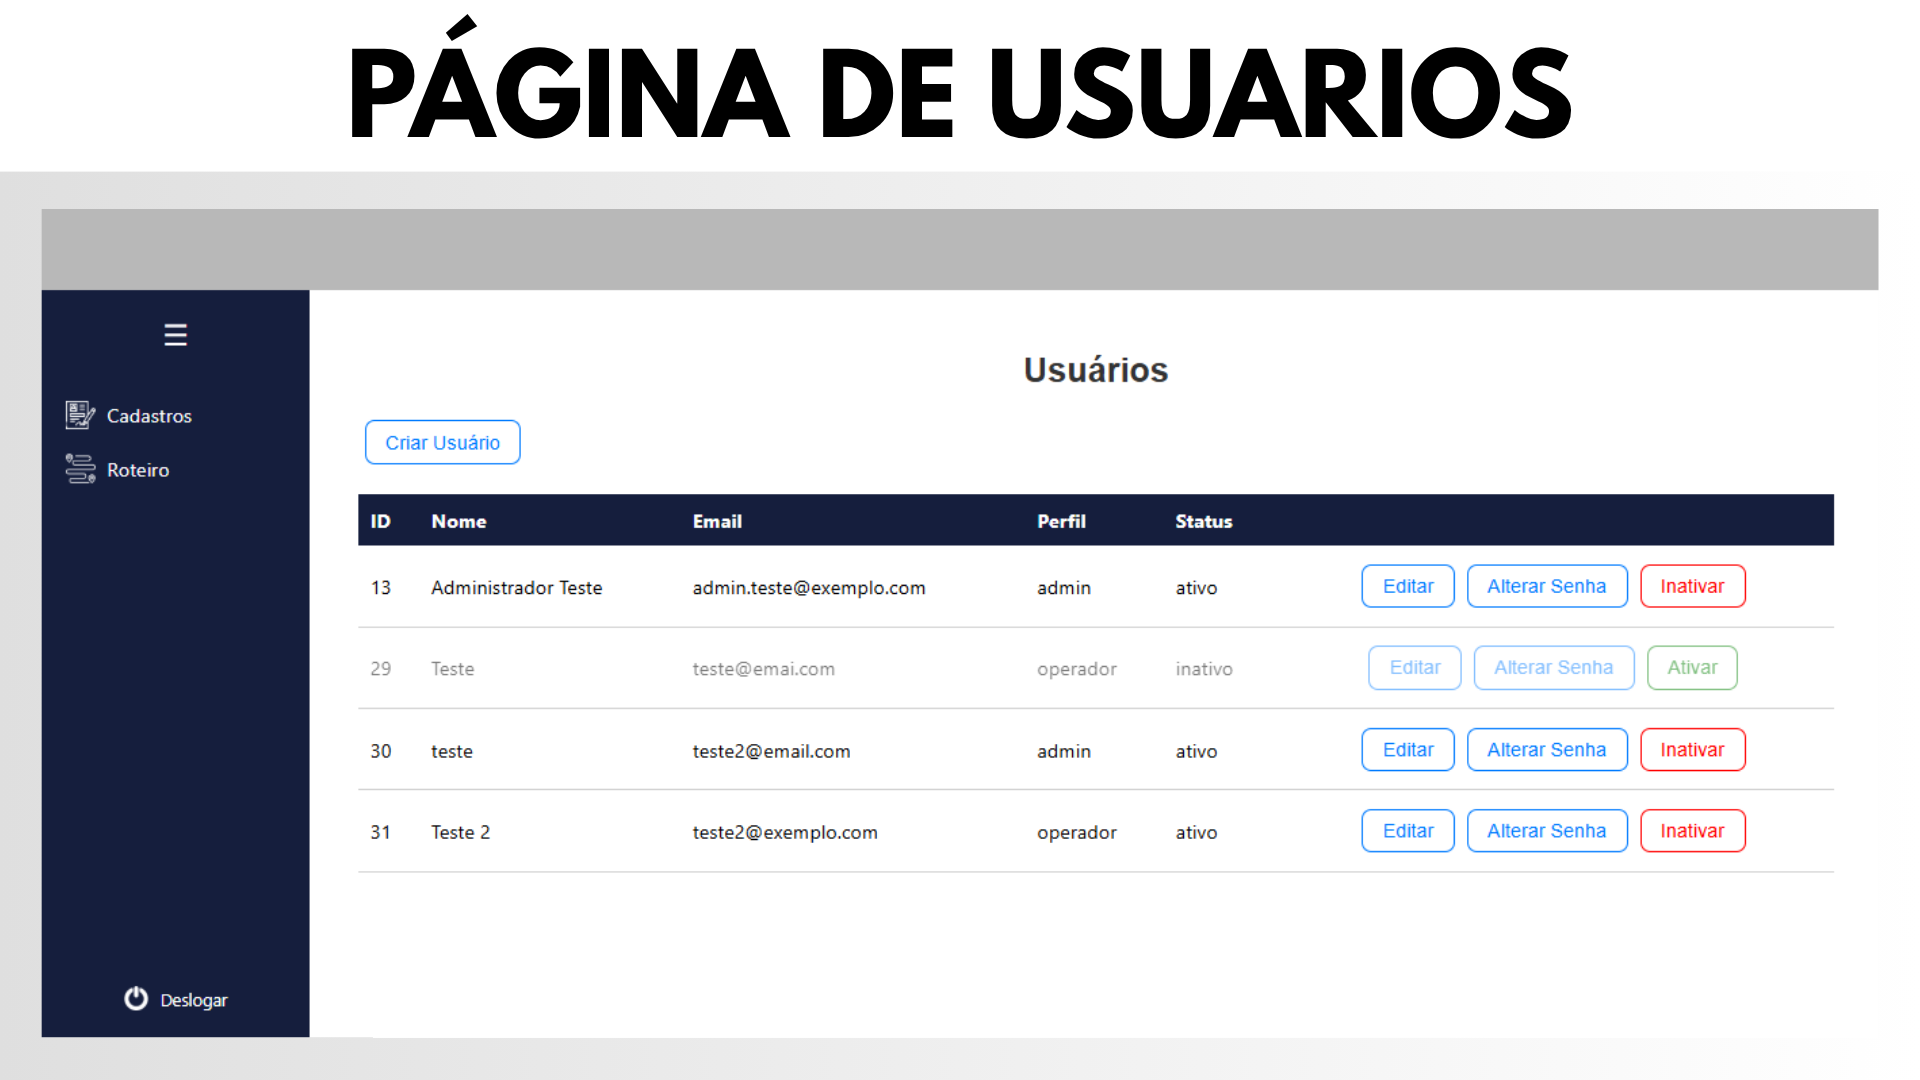 PÁGINA DE USUARIOS
Cadastros
Roteiro
Deslogar
Usuários
Criar Usuário
ID Nome Email Perfil Status
13 Administrador Teste admin.teste@exemplo.com admin ativo Editar Alterar Senha Inativar
29 Teste teste@emai.com operador inativo Editar Alterar Senha Ativar
30 teste teste2@email.com admin ativo Editar Alterar Senha Inativar
31 Teste 2 teste2@exemplo.com operador ativo Editar Alterar Senha Inativar